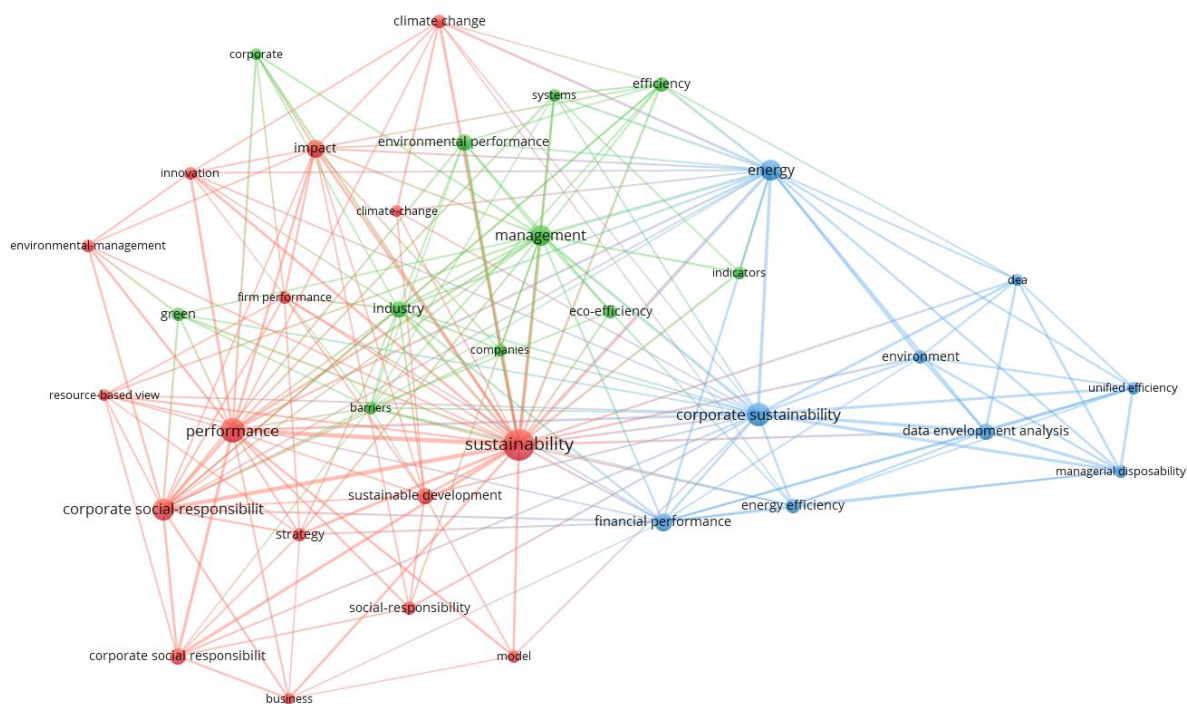 climate change
corporate
efficiency
systems
environmental performance
impact
energy
innovation
climate-change
management
environmental-management
indicators
dea
firm performance
industry
eco-efficiency
green
companies
environment
unified efficiency
resource-based view
barriers
corporate sustainability
performance
data envelopment analysis
sustainability
managerial disposability
sustainable development
energy efficiency
corporate social-responsibilit
financial performance
strategy
social-responsibility
corporate social responsibilit
model
business